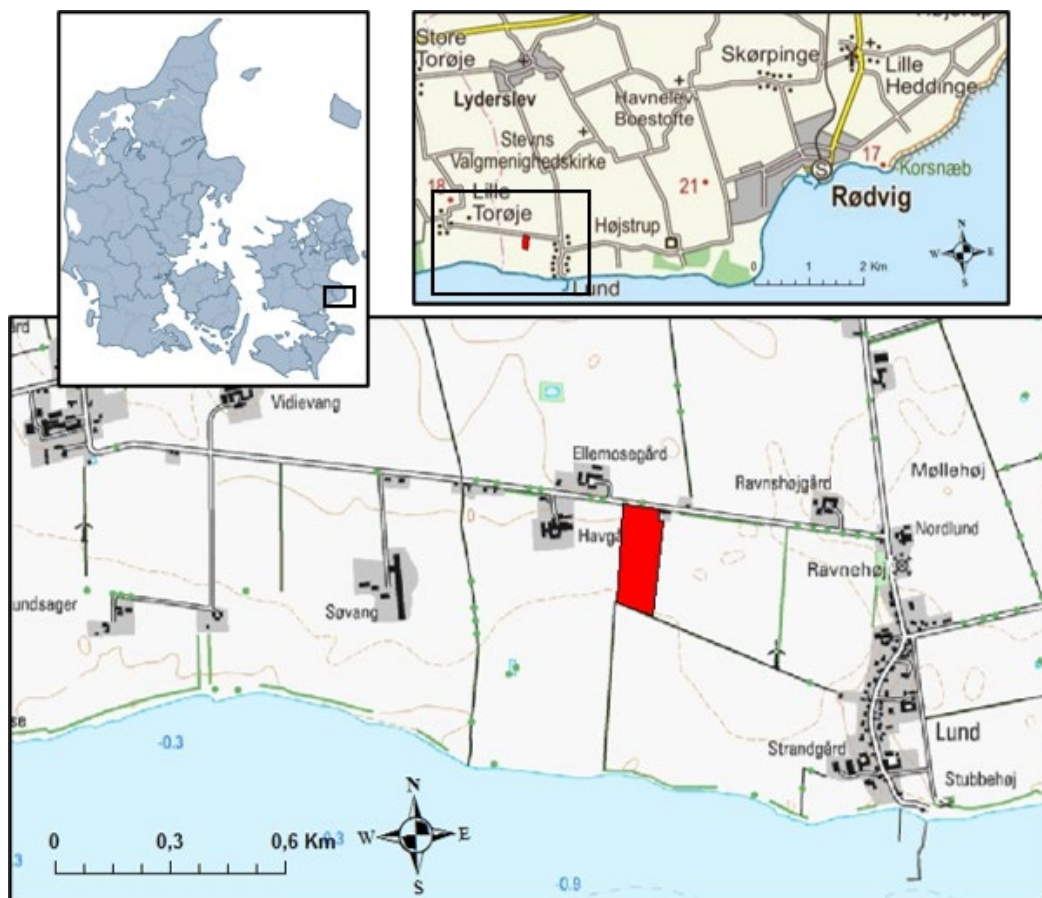 Store
Torøje
Skørpinge
Lille
Heddinge
Lyderslev
Havnelev-
Boestofte
Stevns
Valgmenighedskirke
17
Korsnæb
S
18
Lille
Torøje
21
Rødvig
Højstrup
N
W E
S
0 1 2 Km
Lund
Vidievang
Ellemosegård
Møllehøj
Ravnshøjgård
Havgå
Nordlund
Ravnehøj
undsager
Søvang
Lund
-0.3
Strandgård
Stubbehøj
N
W E
S
0 0,3 0,6 Km
-0.9